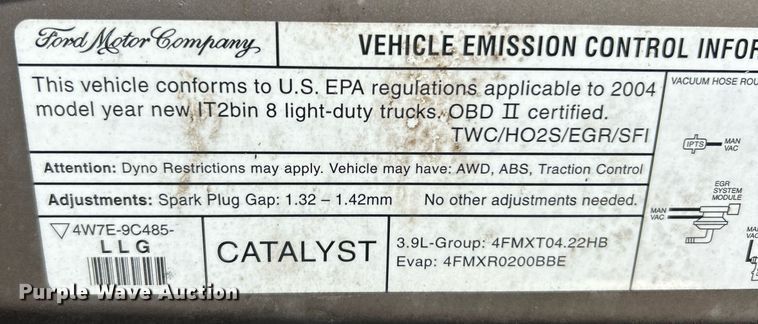 Ford Motor Company
VEHICLE EMISSION CONTROL INFOR
This vehicle conforms to U.S. EPA regulations applicable to 2004
model year new IT2bin 8 light-duty trucks. OBD II certified.
TWC/HO2S/EGR/SFI
Attention: Dyno Restrictions may apply. Vehicle may have: AWD, ABS, Traction Control
Adjustments: Spark Plug Gap: 1.32 – 1.42mm No other adjustments needed.
▽4W7E-9C485-
LLG
CATALYST
3.9L-Group: 4FMXT04.22HB
Evap: 4FMXR0200BBE
VACUUM HOSE ROU
IPTS
MAN
VAC
EGR
SYSTEM
MODULE
MAN
VAC
MA
VA
Purple Wave Auction